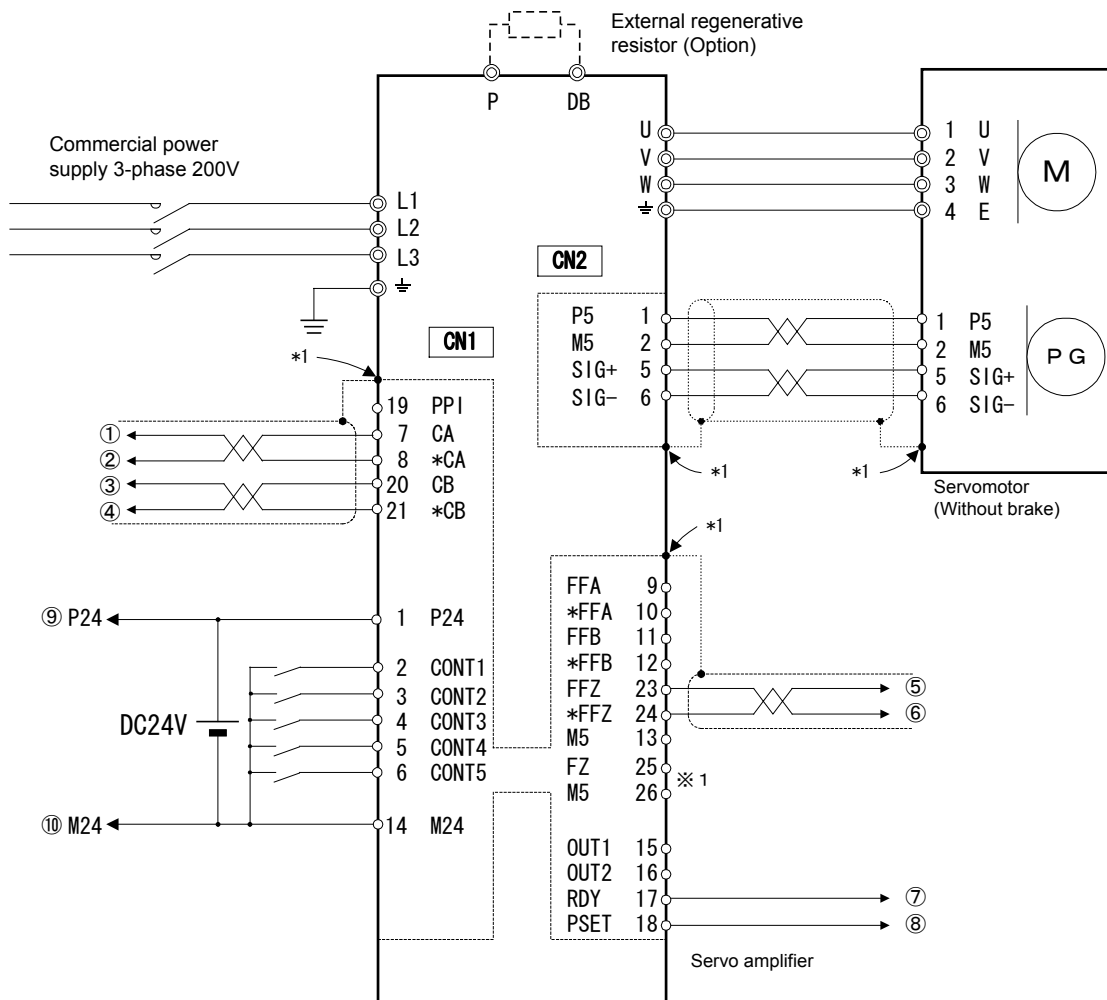 External regenerative
resistor (Option)
P DB
Commercial power
supply 3-phase 200V
L1
L2
L3
U
V
W
1 U
2 V
3 W
4 E
M
CN2
P5 1
M5 2
SIG+ 5
SIG- 6
1 P5
2 M5
5 SIG+
6 SIG-
PG
*1
*1
Servomotor
(Without brake)
CN1
*1
19 PPI
① 7 CA
② 8 *CA
③ 20 CB
④ 21 *CB
⑨ P24 1 P24
2 CONT1
3 CONT2
4 CONT3
5 CONT4
6 CONT5
DC24V
⑩ M24 14 M24
*1
FFA 9
*FFA 10
FFB 11
*FFB 12
FFZ 23 ⑤
*FFZ 24 ⑥
M5 13
FZ 25
M5 26
※1
OUT1 15
OUT2 16
RDY 17 ⑦
PSET 18 ⑧
Servo amplifier